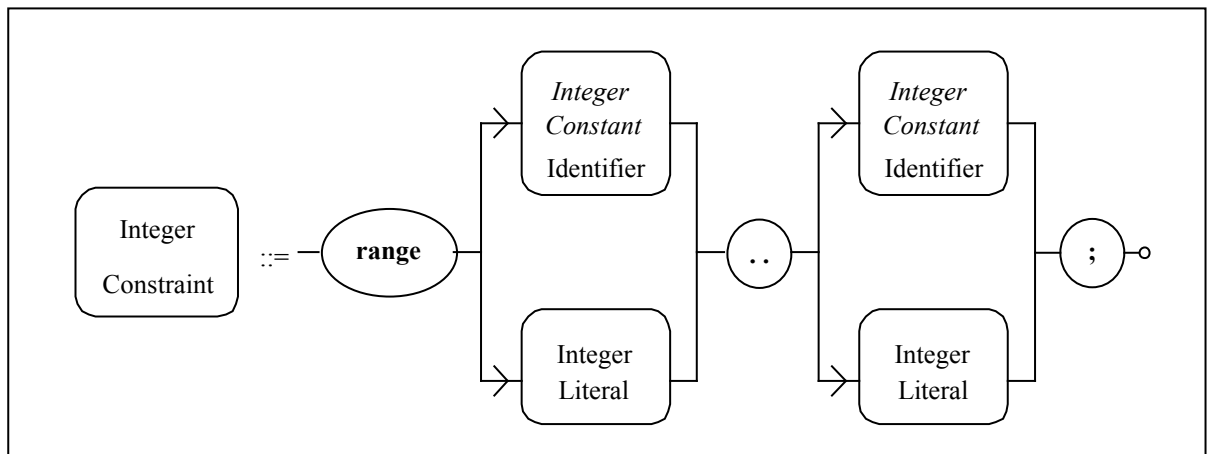 Integer
Constraint
::=
range
Integer
Constant
Identifier
Integer
Literal
. .
Integer
Constant
Identifier
Integer
Literal
;